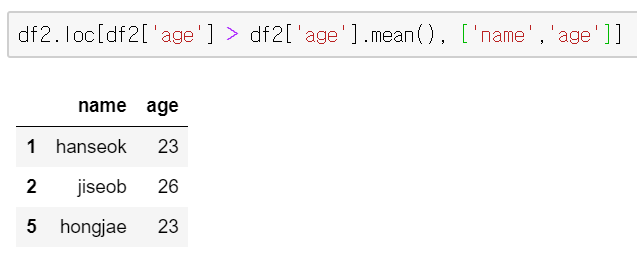 df2.loc[df2['age'] > df2['age'].mean(), ['name','age']]
name age
1 hanseok 23
2 jiseob 26
5 hongjae 23